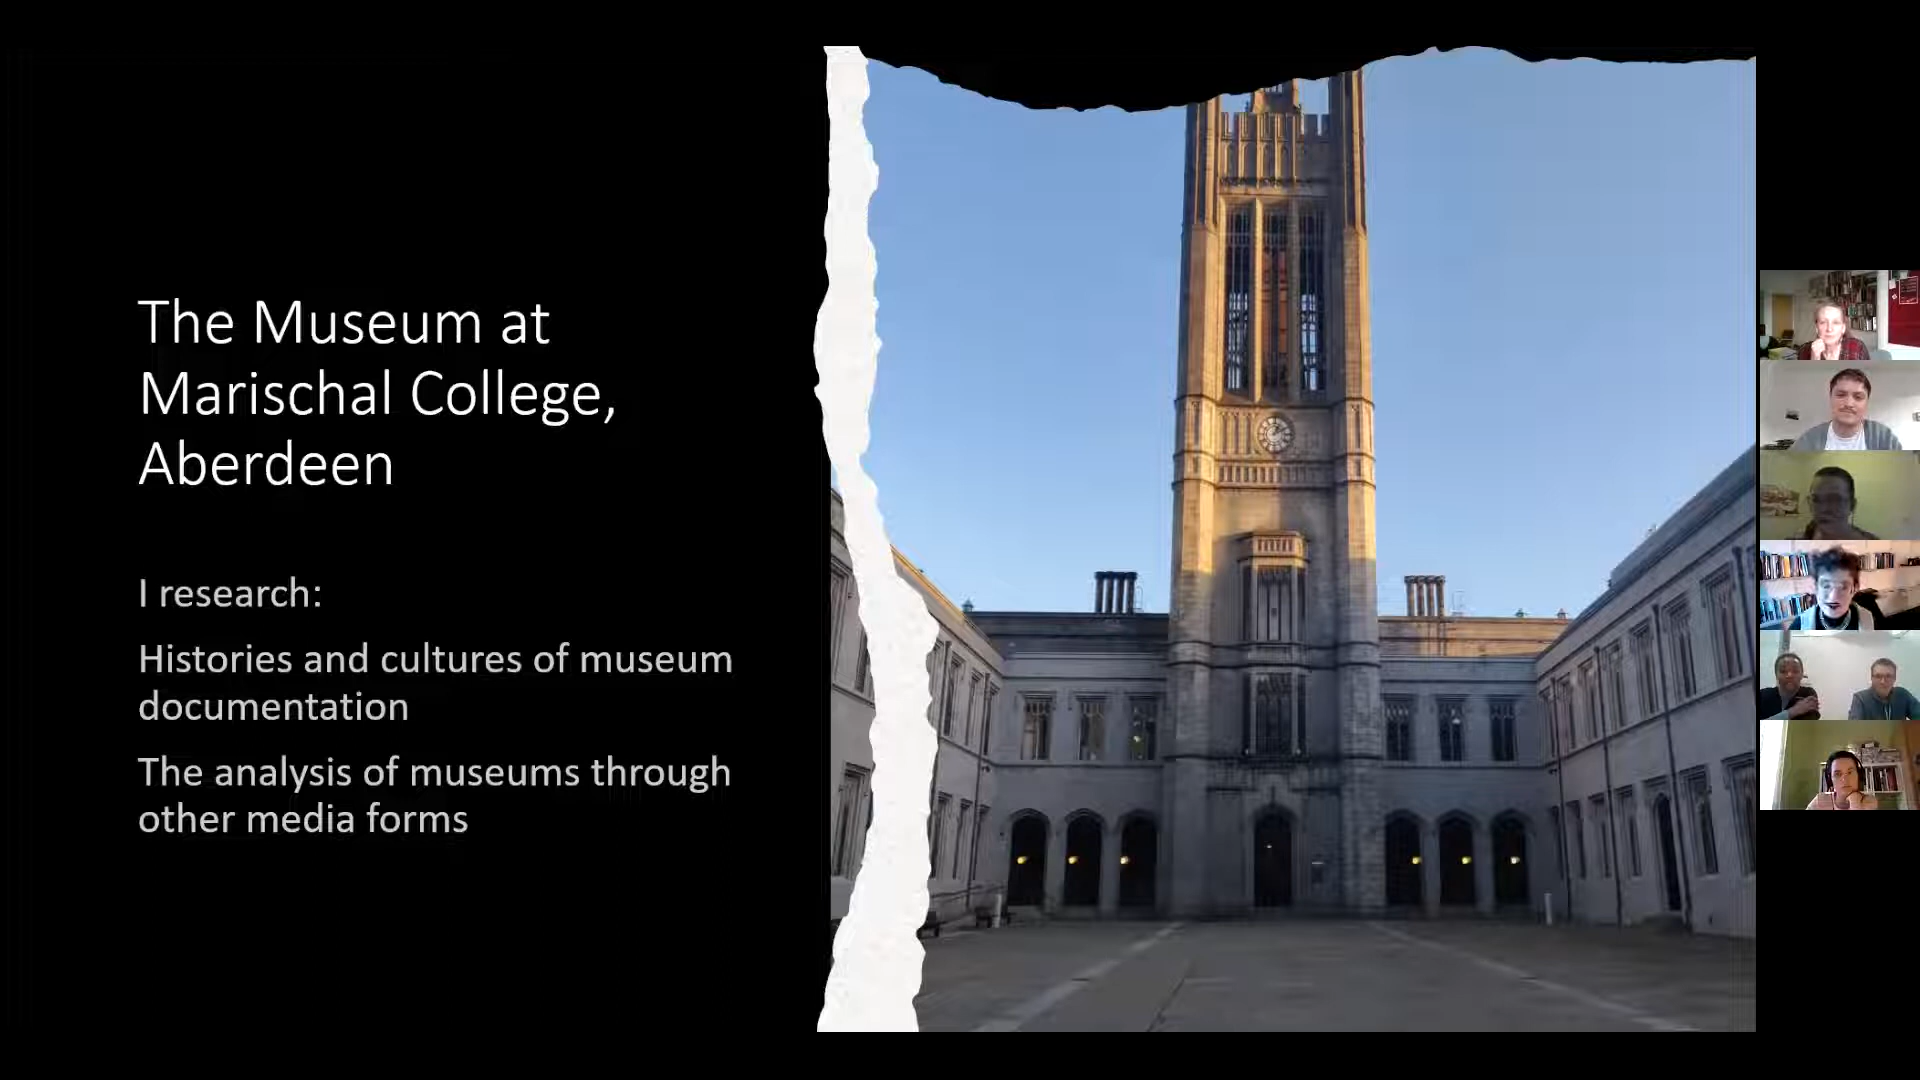 The Museum at
Marischal College,
Aberdeen
I research:
Histories and cultures of museum
documentation
The analysis of museums through
other media forms